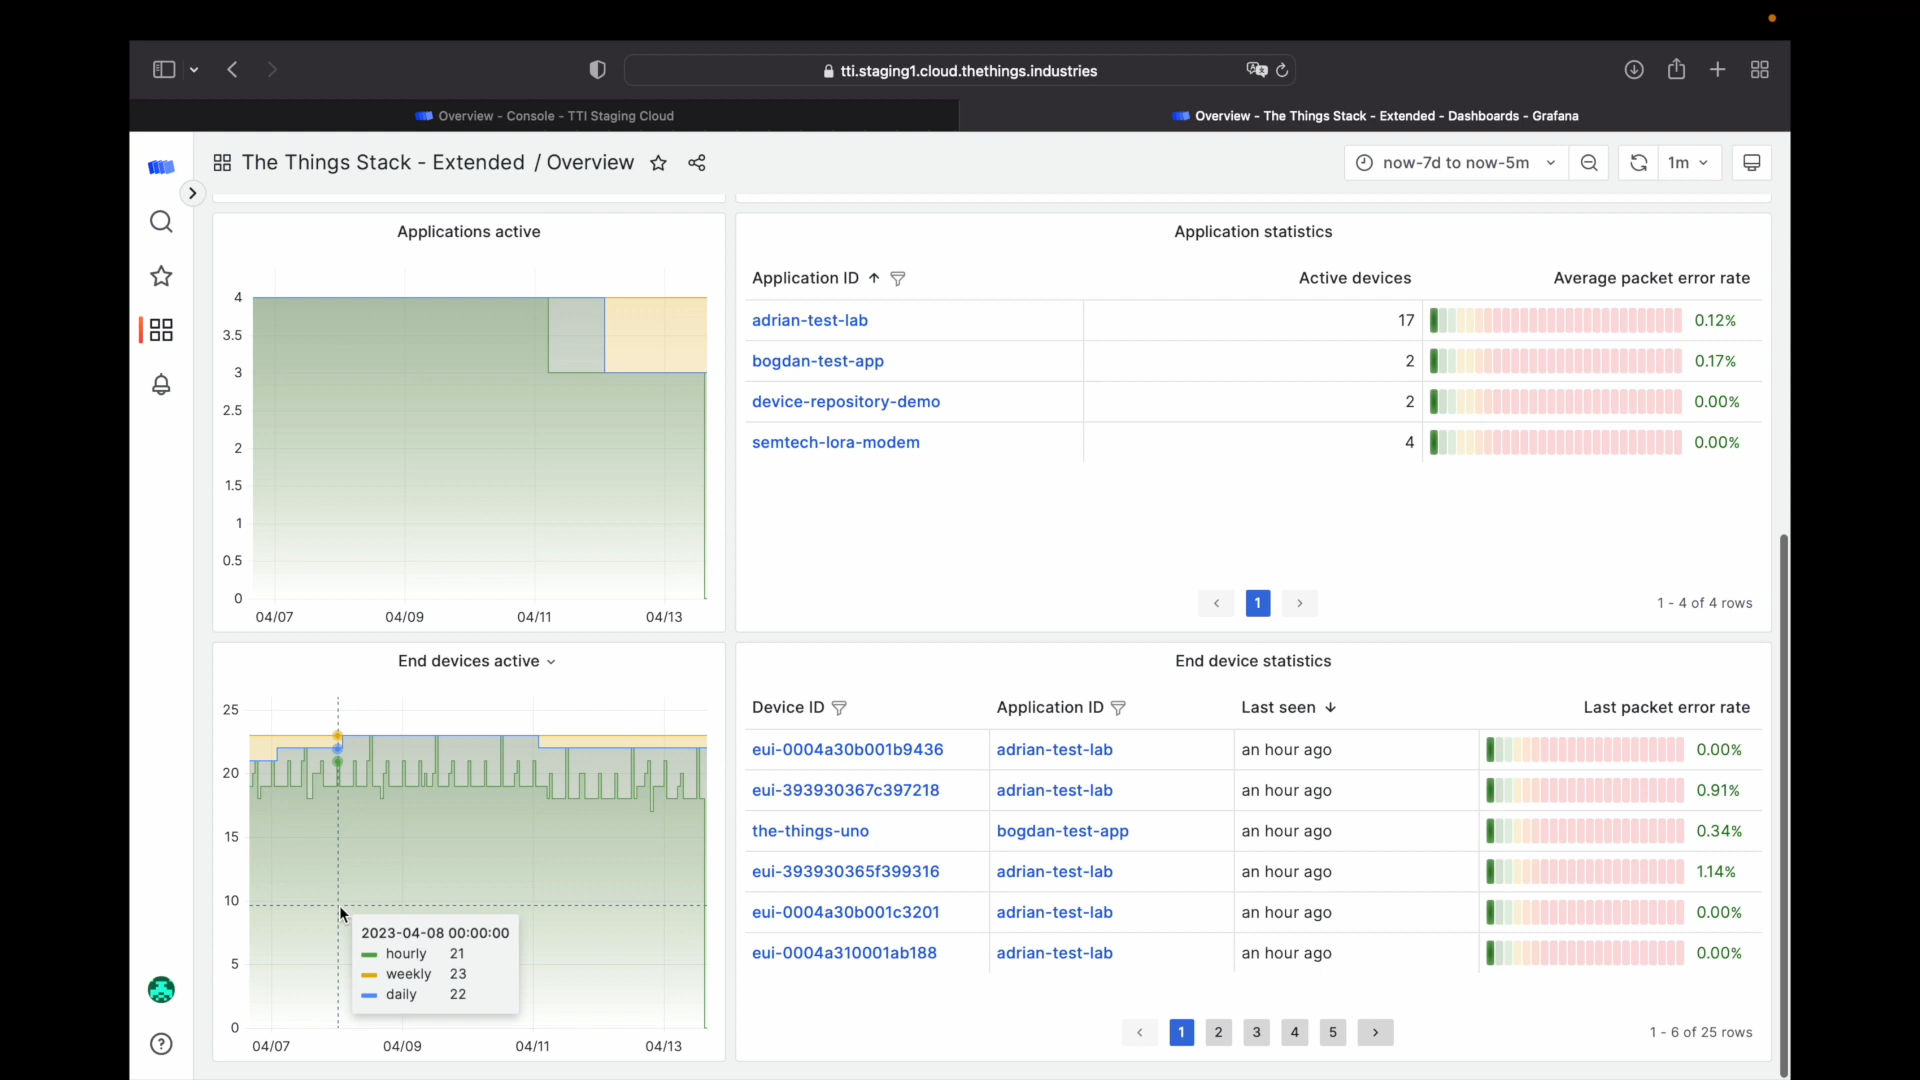 tti.staging1.cloud.thethings.industries
Overview - Console - TTI Staging Cloud
Overview - The Things Stack - Extended - Dashboards - Grafana
The Things Stack - Extended / Overview
now-7d to now-5m
1m
Applications active
4
3.5
3
2.5
2
1.5
1
0.5
0
04/07 04/09 04/11 04/13
Application statistics
Application ID Active devices Average packet error rate
adrian-test-lab 17 0.12%
bogdan-test-app 2 0.17%
device-repository-demo 2 0.00%
semtech-lora-modem 4 0.00%
1
1 - 4 of 4 rows
End devices active
25
20
15
10
5
0
04/07 04/09 04/11 04/13
2023-04-08 00:00:00
hourly 21
weekly 23
daily 22
End device statistics
Device ID Application ID Last seen Last packet error rate
eui-0004a30b001b9436 adrian-test-lab an hour ago 0.00%
eui-393930367c397218 adrian-test-lab an hour ago 0.91%
the-things-uno bogdan-test-app an hour ago 0.34%
eui-393930365f399316 adrian-test-lab an hour ago 1.14%
eui-0004a30b001c3201 adrian-test-lab an hour ago 0.00%
eui-0004a310001ab188 adrian-test-lab an hour ago 0.00%
1 2 3 4 5
1 - 6 of 25 rows